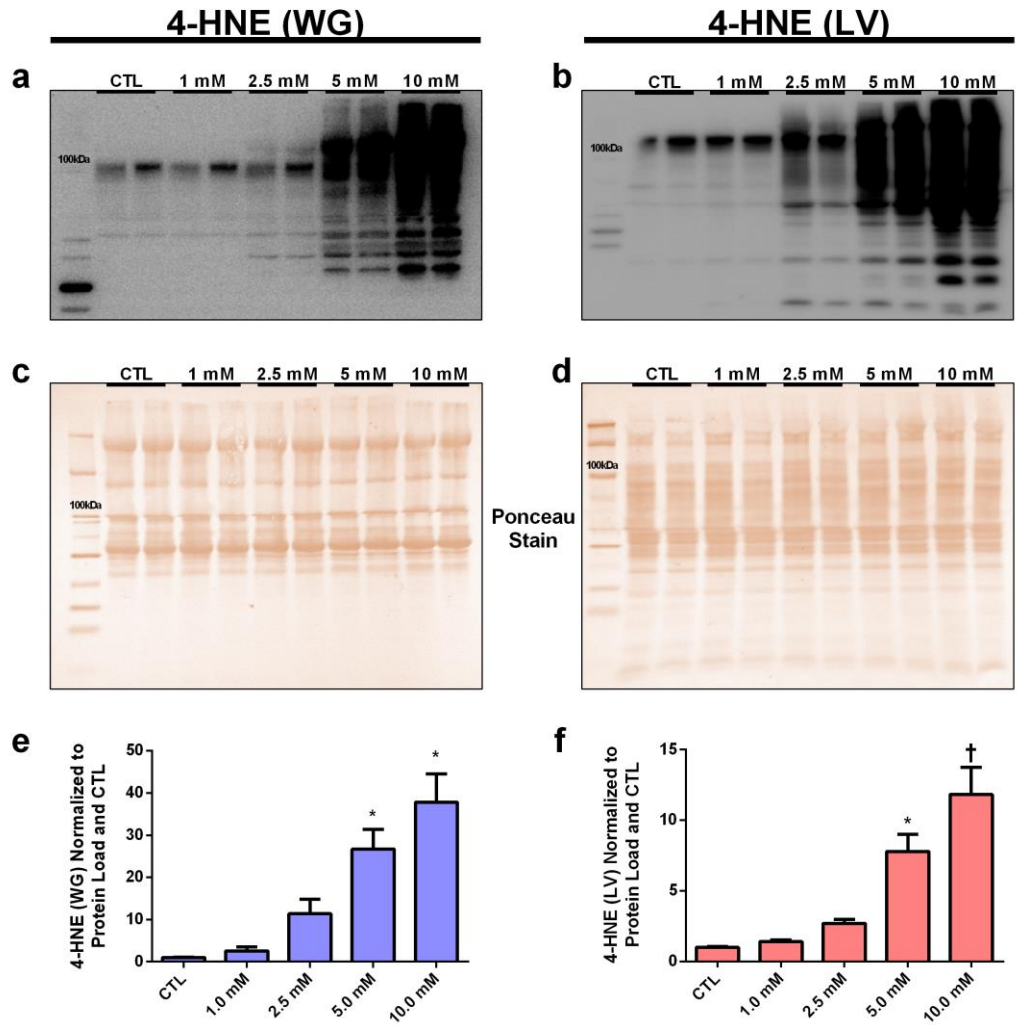 4-HNE (WG)
4-HNE (LV)
a
CTL 1 mM 2.5 mM 5 mM 10 mM
100kDa
b
CTL 1 mM 2.5 mM 5 mM 10 mM
100kDa
c
CTL 1 mM 2.5 mM 5 mM 10 mM
100kDa
Ponceau
Stain
d
CTL 1 mM 2.5 mM 5 mM 10 mM
100kDa
e
4-HNE (WG) Normalized to
Protein Load and CTL
50
40
30
20
10
0
* *
CTL 1.0 mM 2.5 mM 5.0 mM 10.0 mM
f
4-HNE (LV) Normalized to
Protein Load and CTL
15
10
5
0
* †
CTL 1.0 mM 2.5 mM 5.0 mM 10.0 mM